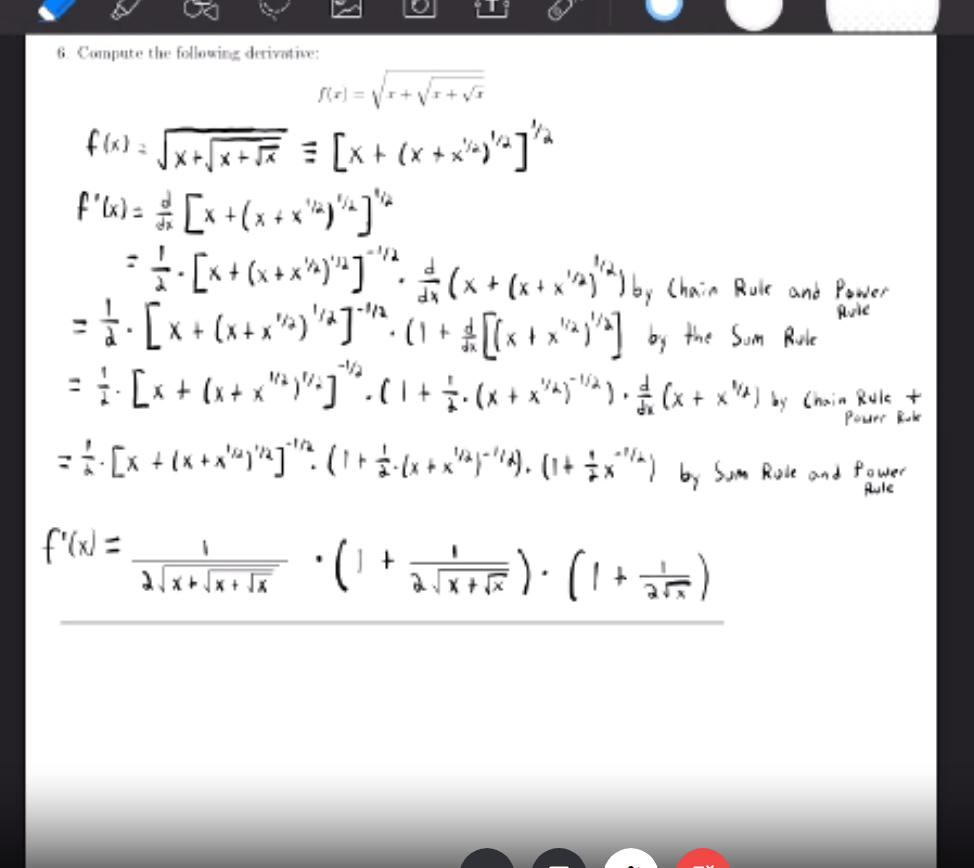 6. Compute the following derivative:
f(x) = √(x + √(x + √x))
f(x) = √(x + √(x + √x)) ≡ [x + (x + x^(1/2))^(1/2)]^(1/2)
f'(x) = d/dx [x + (x + x^(1/2))^(1/2)]^(1/2)
= 1/2 · [x + (x + x^(1/2))^(1/2)]^(-1/2) · d/dx (x + (x + x^(1/2))^(1/2)) by Chain Rule and Power Rule
= 1/2 · [x + (x + x^(1/2))^(1/2)]^(-1/2) · (1 + d/dx [(x + x^(1/2))^(1/2)] by the Sum Rule
= 1/2 · [x + (x + x^(1/2))^(1/2)]^(-1/2) · (1 + 1/2 · (x + x^(1/2))^(-1/2)) · d/dx (x + x^(1/2)) by Chain Rule + Power Rule
= 1/2 · [x + (x + x^(1/2))^(1/2)]^(-1/2) · (1 + 1/2 · (x + x^(1/2))^(-1/2)) · (1 + 1/2 x^(-1/2)) by Sum Rule and Power Rule
f'(x) = 1/(2√(x + √(x + √x))) · (1 + 1/(2√(x + √x))) · (1 + 1/(2√x))